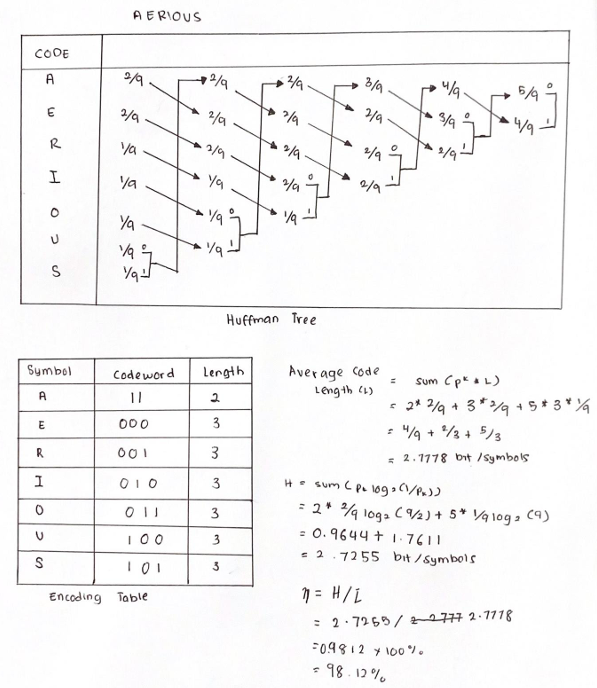 AERIOUS
CODE
A 2/9 2/9 2/9 3/9 4/9 5/9 0
E 2/9 2/9 2/9 2/9 3/9 0 4/9 1
R 1/9 2/9 2/9 2/9 0 2/9 1
I 1/9 1/9 2/9 0 2/9 1
O 1/9 1/9 0 1/9 1
U 1/9 0 1/9 1
S 1/9 1
Huffman Tree
Symbol Codeword Length
A 11 2
E 000 3
R 001 3
I 010 3
O 011 3
U 100 3
S 101 3
Encoding Table
Average code Length (L) = sum (Pk * L)
= 2* 2/9 + 3* 2/9 + 5*3* 1/9
= 4/9 + 2/3 + 5/3
= 2.7778 bit /symbols
H = sum (Pk log2(1/Pk))
= 2* 2/9 log2 (9/2) + 5* 1/9 log2 (9)
= 0.9644 + 1.7611
= 2.7255 bit /symbols
η = H/L
= 2.7255 / 2.2777 2.7778
=0.9812 x 100%
= 98.12%